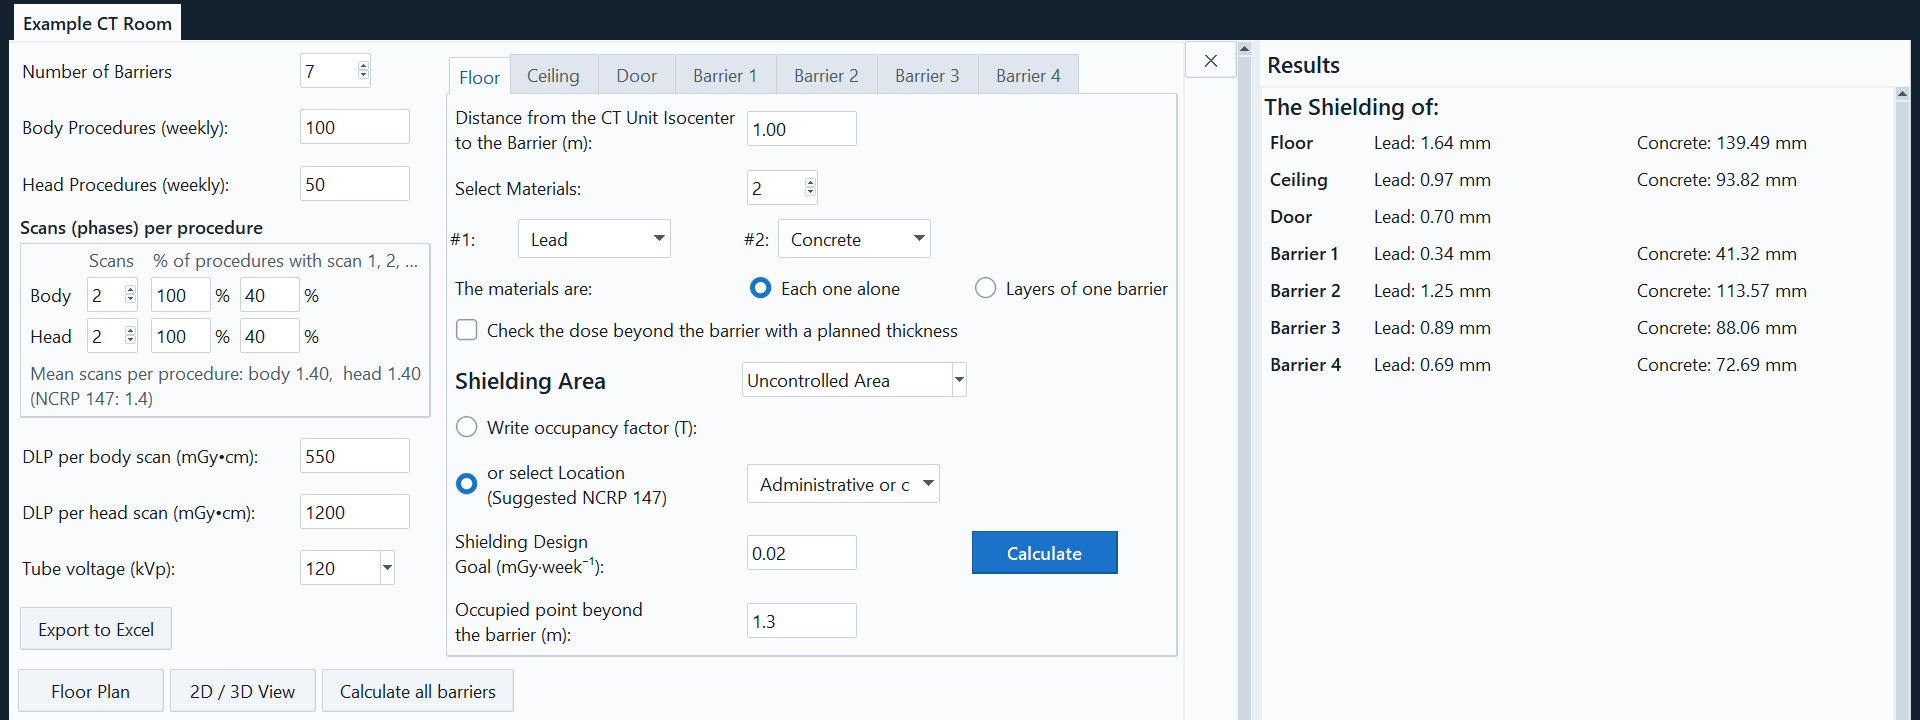 Example CT Room
Number of Barriers 7
Body Procedures (weekly): 100
Head Procedures (weekly): 50
Scans (phases) per procedure
Scans % of procedures with scan 1, 2, ...
Body 2 100 % 40 %
Head 2 100 % 40 %
Mean scans per procedure: body 1.40, head 1.40
(NCRP 147: 1.4)
DLP per body scan (mGy•cm): 550
DLP per head scan (mGy•cm): 1200
Tube voltage (kVp): 120
Export to Excel
Floor Plan 2D / 3D View Calculate all barriers
Floor Ceiling Door Barrier 1 Barrier 2 Barrier 3 Barrier 4
Distance from the CT Unit Isocenter
to the Barrier (m): 1.00
Select Materials: 2
#1: Lead #2: Concrete
The materials are: Each one alone Layers of one barrier
Check the dose beyond the barrier with a planned thickness
Shielding Area Uncontrolled Area
Write occupancy factor (T):
or select Location
(Suggested NCRP 147) Administrative or c
Shielding Design
Goal (mGy·week⁻¹): 0.02
Calculate
Occupied point beyond
the barrier (m): 1.3
Results
The Shielding of:
Floor Lead: 1.64 mm Concrete: 139.49 mm
Ceiling Lead: 0.97 mm Concrete: 93.82 mm
Door Lead: 0.70 mm
Barrier 1 Lead: 0.34 mm Concrete: 41.32 mm
Barrier 2 Lead: 1.25 mm Concrete: 113.57 mm
Barrier 3 Lead: 0.89 mm Concrete: 88.06 mm
Barrier 4 Lead: 0.69 mm Concrete: 72.69 mm